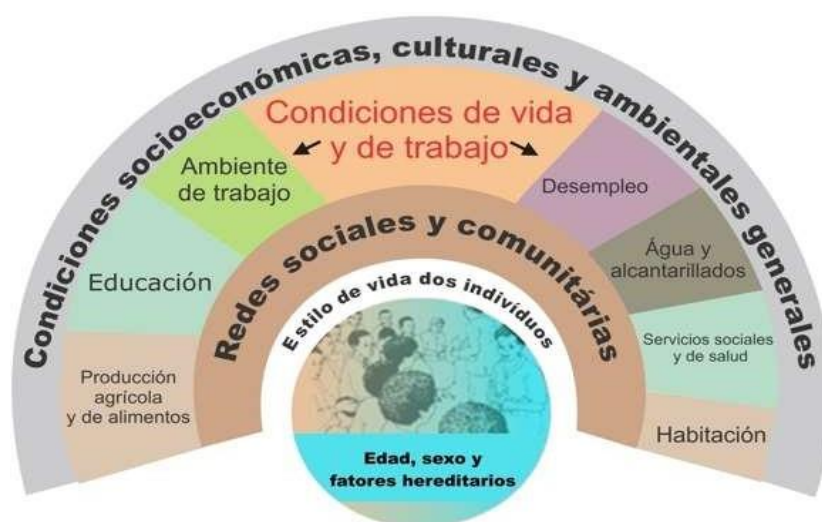 Condiciones socioeconómicas, culturales y ambientales generales
Condiciones de vida
y de trabajo
Ambiente
de trabajo
Desempleo
Educación
Água y
alcantarillados
Producción
agrícola
y de alimentos
Servicios sociales
y de salud
Habitación
Redes sociales y comunitárias
Estilo de vida dos indivíduos
Edad, sexo y
fatores hereditarios